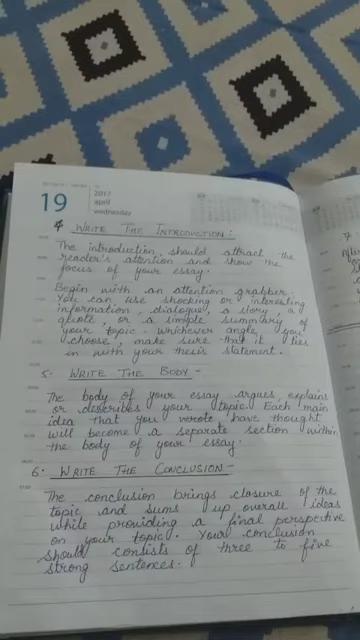 19
2017
april
wednesday
4 WRITE THE INTRODUCTION:
The introduction should attract the
reader's attention and show the
focus of your essay.
Begin with an attention grabber.
You can use shocking or interesting
information, dialogue, a story, a
quote, or a simple summary of
your topic. Whichever angle you
choose, make sure that it ties
in with your thesis statement.
5- WRITE THE BODY -
The body of your essay argues, explains
or describes your topic. Each main
idea that you wrote have thought
will become a separate section within
the body of your essay.
6. WRITE THE CONCLUSION -
The conclusion brings closure of the
topic and sums up overall ideas
while providing a final perspective
on your topic. Your conclusion
should consists of three to five
strong sentences.